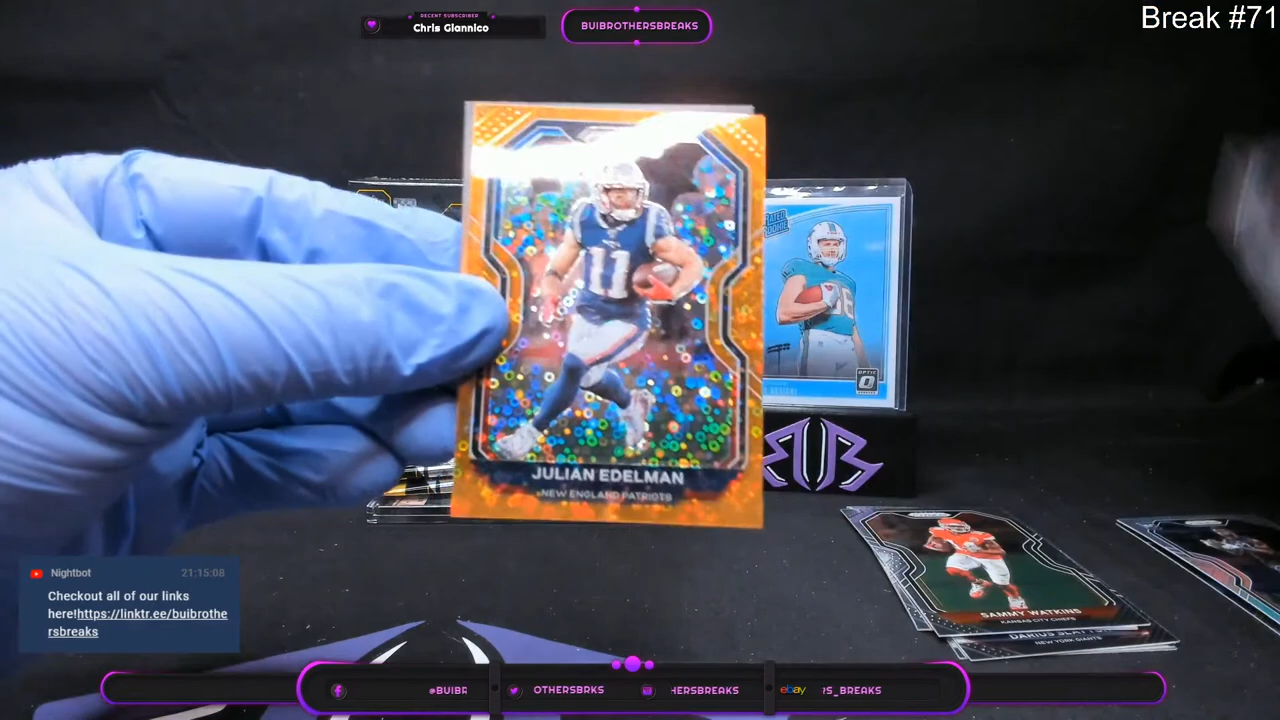 RECENT SUBSCRIBER
Chris Giannico
BUIBROTHERSBREAKS
Break #71
RATED
ROOKIE
11
OPTIC
JULIAN EDELMAN
NEW ENGLAND PATRIOTS
SAMMY WATKINS
KANSAS CITY CHIEFS
NEW YORK GIANTS
Nightbot 21:15:08
Checkout all of our links
here!https://linktr.ee/buibrothe
rsbreaks
@BUIBR
OTHERSBRKS
HERSBREAKS
ebay
S_BREAKS